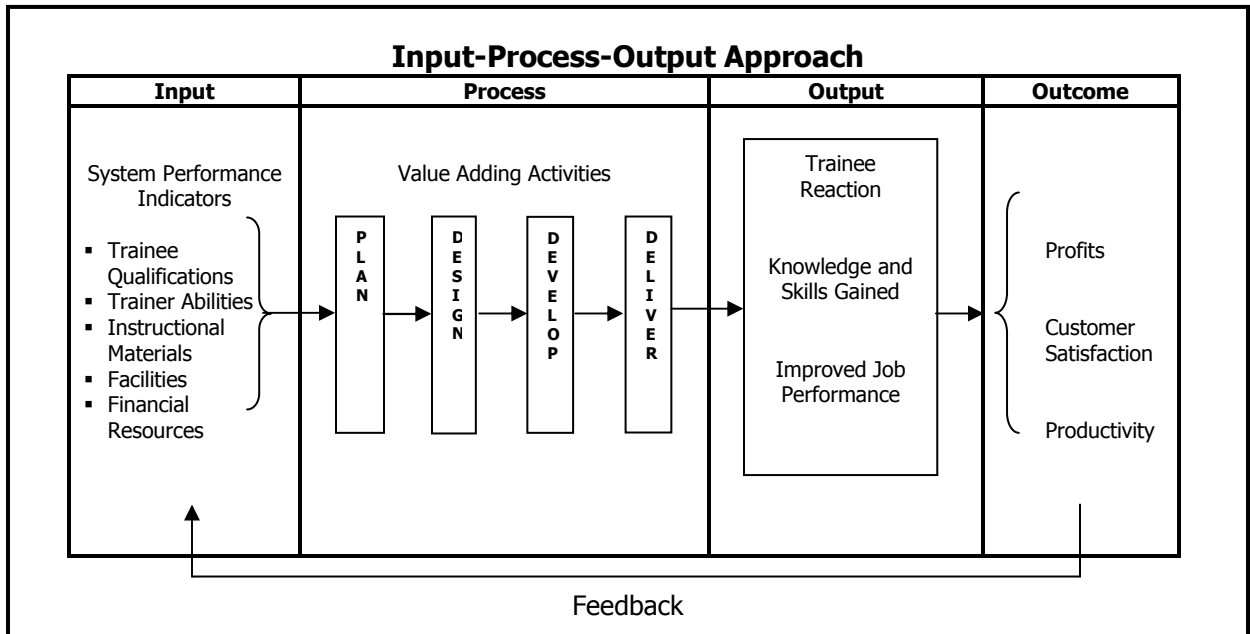 Input-Process-Output Approach
Input
Process
Output
Outcome
System Performance
Indicators
▪ Trainee
Qualifications
▪ Trainer Abilities
▪ Instructional
Materials
▪ Facilities
▪ Financial
Resources
Value Adding Activities
PLAN
DESIGN
DEVELOP
DELIVER
Trainee
Reaction
Knowledge and
Skills Gained
Improved Job
Performance
Profits
Customer
Satisfaction
Productivity
Feedback